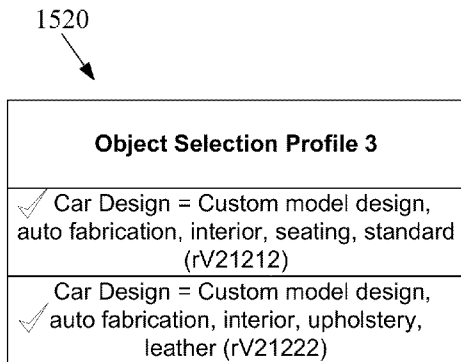 1520
Object Selection Profile 3
Car Design = Custom model design,
auto fabrication, interior, seating, standard
(rV21212)
Car Design = Custom model design,
auto fabrication, interior, upholstery,
leather (rV21222)